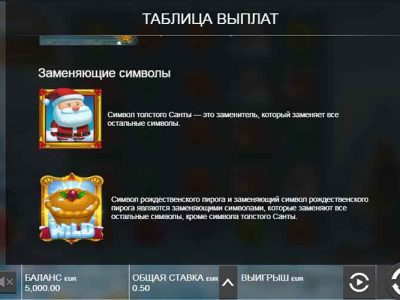 ТАБЛИЦА ВЫПЛАТ
Заменяющие символы
Символ толстого Санты — это заменитель, который заменяет все
остальные символы.
Символ рождественского пирога и заменяющий символ рождественского
пирога являются заменяющими символами, которые заменяют все
остальные символы, кроме символа толстого Санты.
WILD
БАЛАНС EUR
5,000.00
ОБЩАЯ СТАВКА EUR
0.50
ВЫИГРЫШ EUR